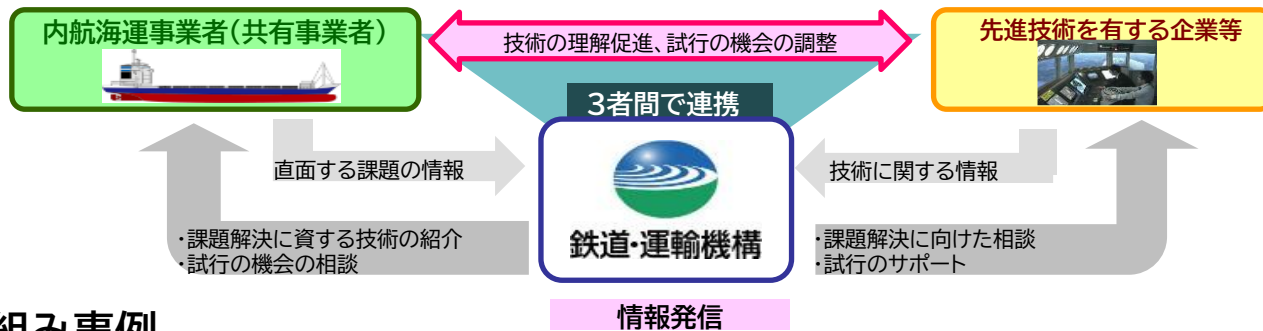 内航海運事業者(共有事業者)
技術の理解促進、試行の機会の調整
先進技術を有する企業等
3者間で連携
直面する課題の情報
技術に関する情報
鉄道・運輸機構
・課題解決に資する技術の紹介
・試行の機会の相談
・課題解決に向けた相談
・試行のサポート
情報発信
組み事例